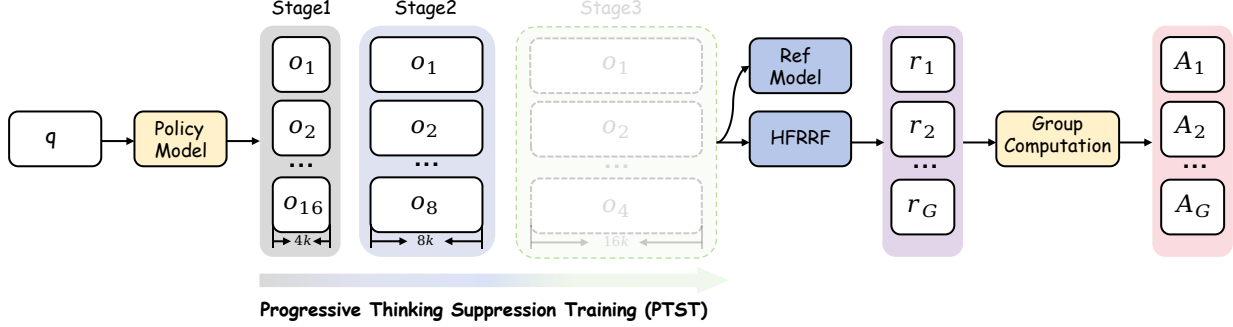 Stage1
Stage2
Stage3
q
Policy
Model
o1
o2
...
o16
4k
o1
o2
...
o8
8k
o1
o2
...
o4
16k
Ref
Model
HFRRF
r1
r2
...
rG
Group
Computation
A1
A2
...
AG
Progressive Thinking Suppression Training (PTST)